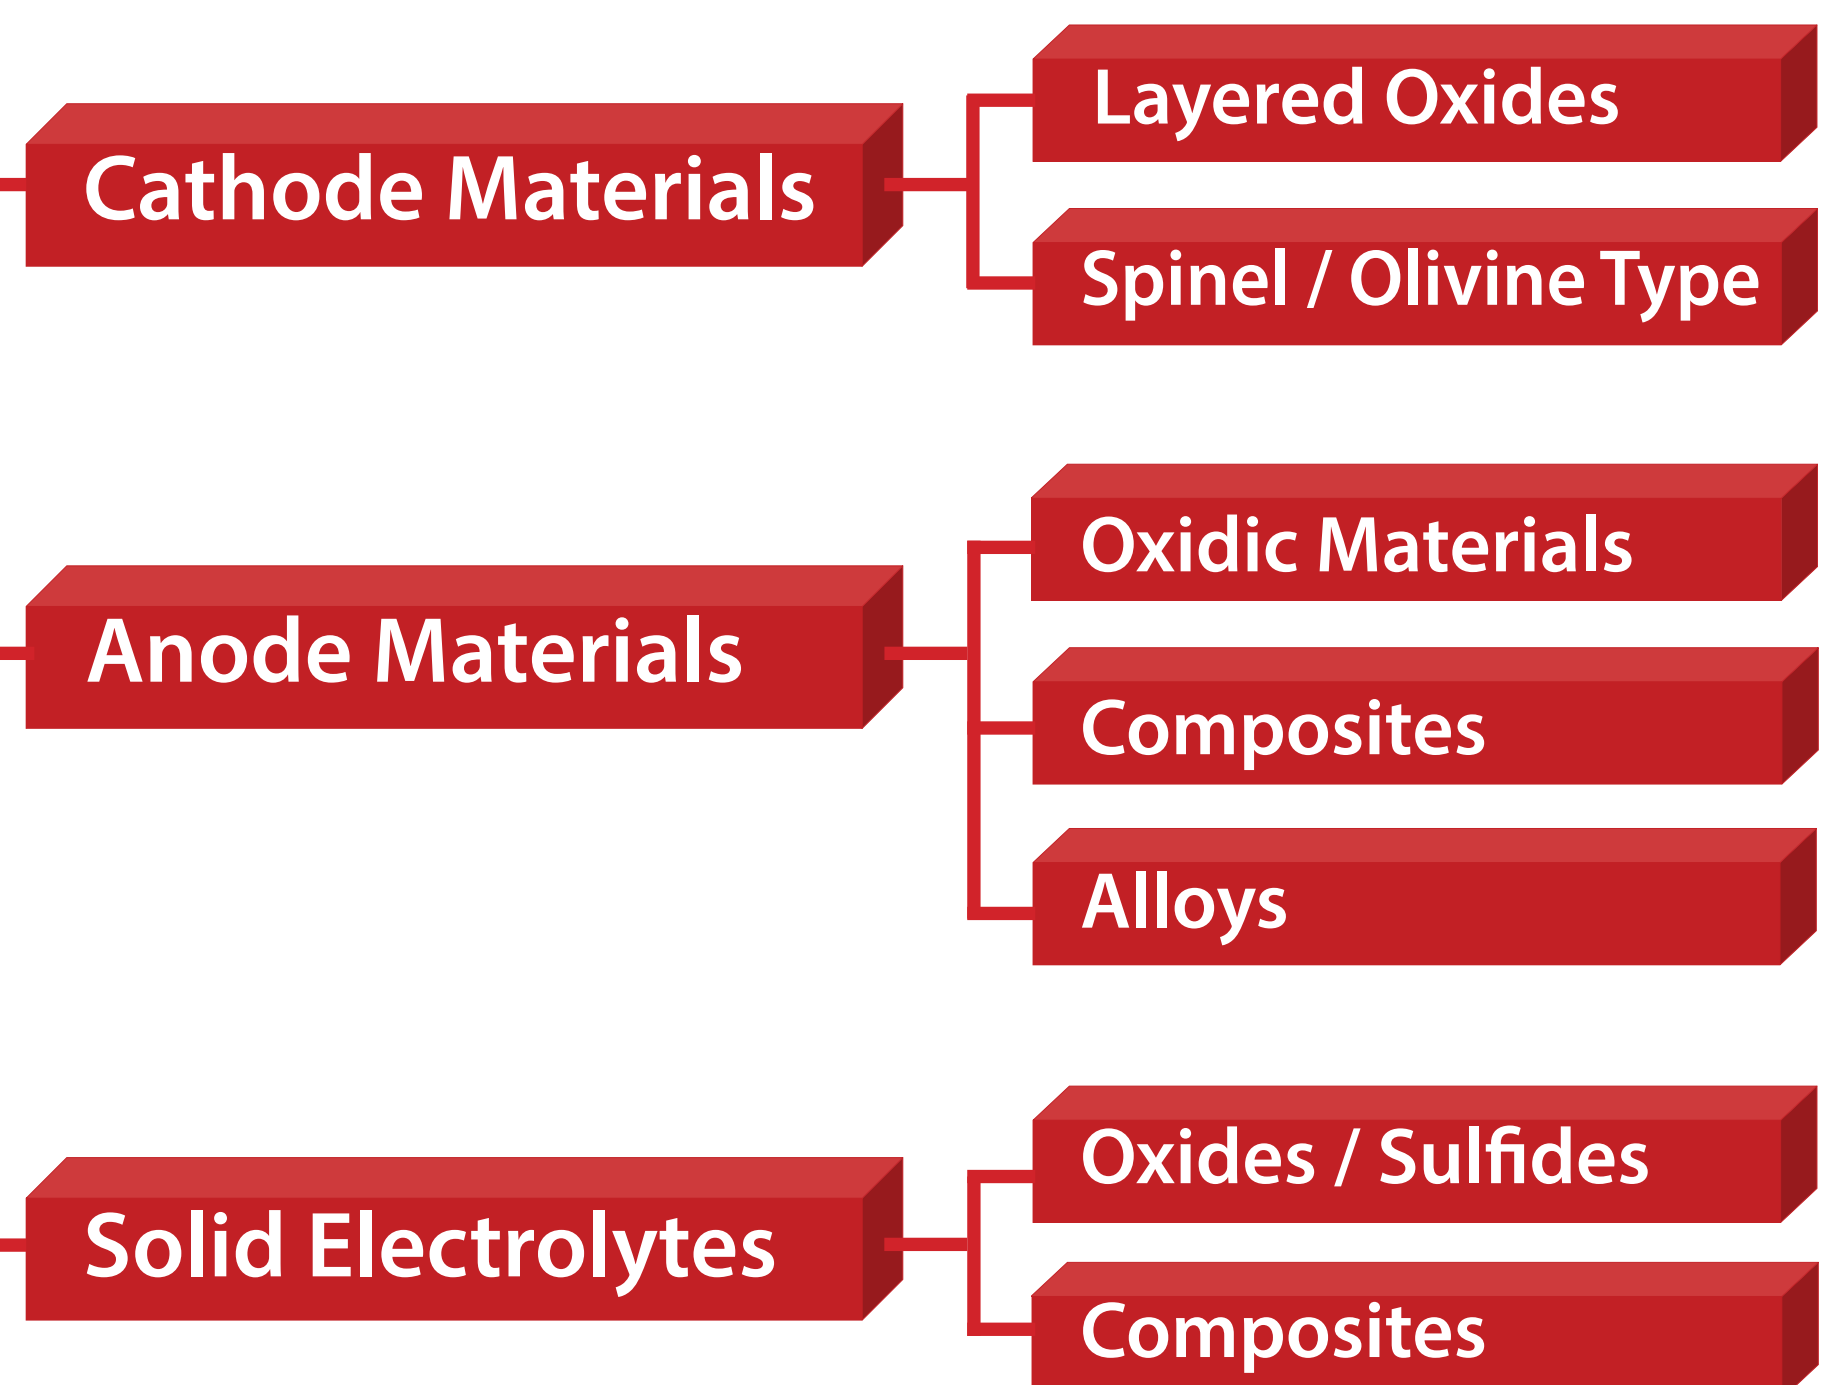 Cathode Materials
Layered Oxides
Spinel / Olivine Type
Anode Materials
Oxidic Materials
Composites
Alloys
Solid Electrolytes
Oxides / Sulfides
Composites